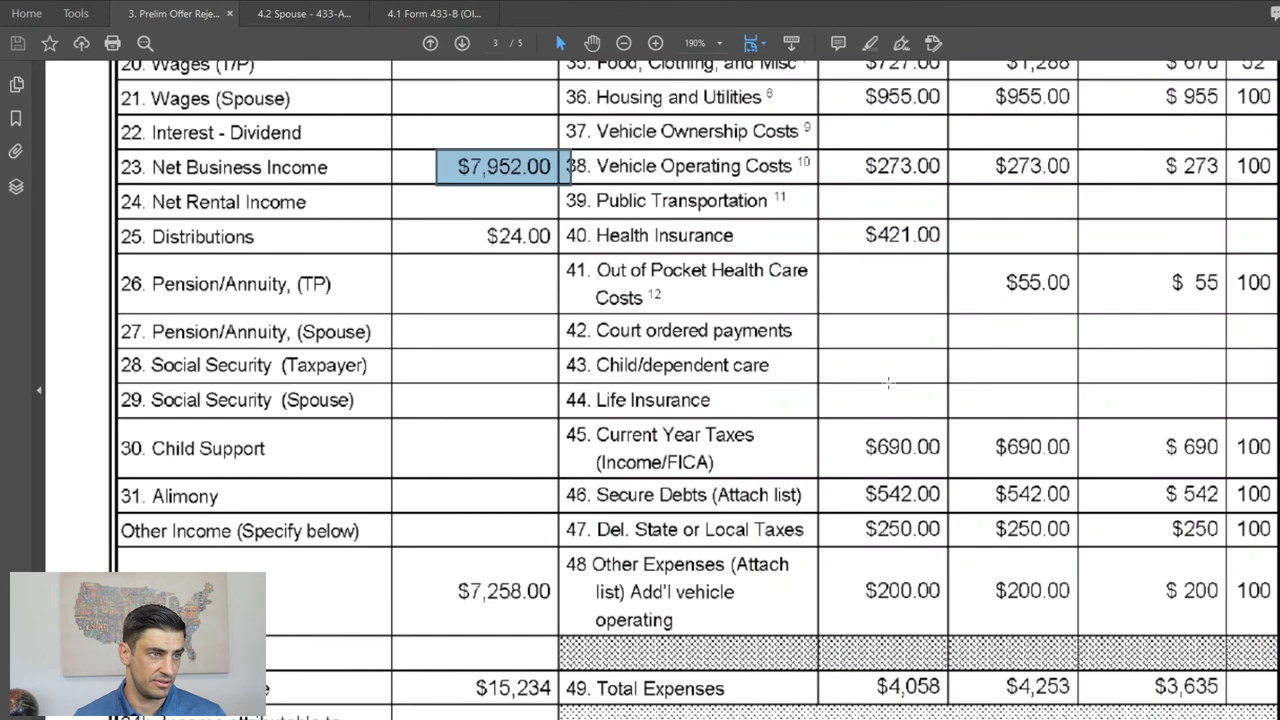 Home Tools 3. Prelim Offer Reje... × 4.2 Spouse - 433-A... 4.1 Form 433-B (OI...
3 / 5 190%
20. Wages (T/P) 35. Food, Clothing, and Misc $727.00 $1,288 $ 670 52
21. Wages (Spouse) 36. Housing and Utilities 8 $955.00 $955.00 $ 955 100
22. Interest - Dividend 37. Vehicle Ownership Costs 9
23. Net Business Income $7,952.00 38. Vehicle Operating Costs 10 $273.00 $273.00 $ 273 100
24. Net Rental Income 39. Public Transportation 11
25. Distributions $24.00 40. Health Insurance $421.00
26. Pension/Annuity, (TP) 41. Out of Pocket Health Care $55.00 $ 55 100
Costs 12
27. Pension/Annuity, (Spouse) 42. Court ordered payments
28. Social Security (Taxpayer) 43. Child/dependent care
29. Social Security (Spouse) 44. Life Insurance
30. Child Support 45. Current Year Taxes $690.00 $690.00 $ 690 100
(Income/FICA)
31. Alimony 46. Secure Debts (Attach list) $542.00 $542.00 $ 542 100
Other Income (Specify below) 47. Del. State or Local Taxes $250.00 $250.00 $250 100
$7,258.00 48 Other Expenses (Attach $200.00 $200.00 $ 200 100
list) Add'l vehicle
operating
$15,234 49. Total Expenses $4,058 $4,253 $3,635